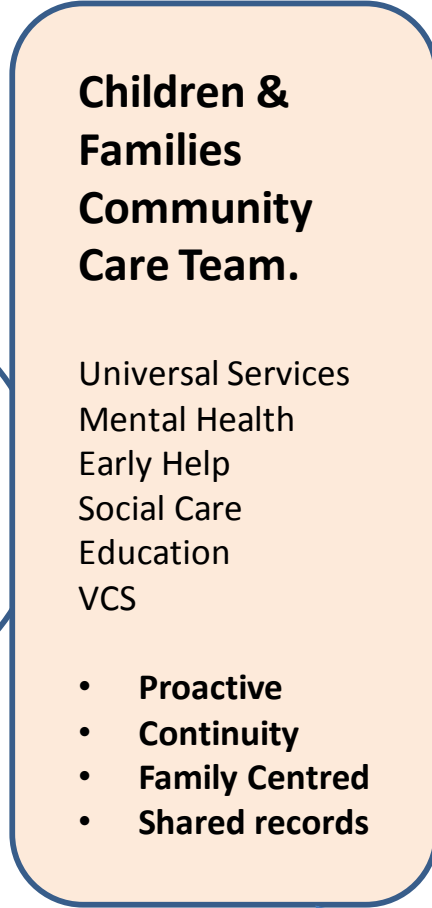 Children &
Families
Community
Care Team.
Universal Services
Mental Health
Early Help
Social Care
Education
VCS
• Proactive
• Continuity
• Family Centred
• Shared records